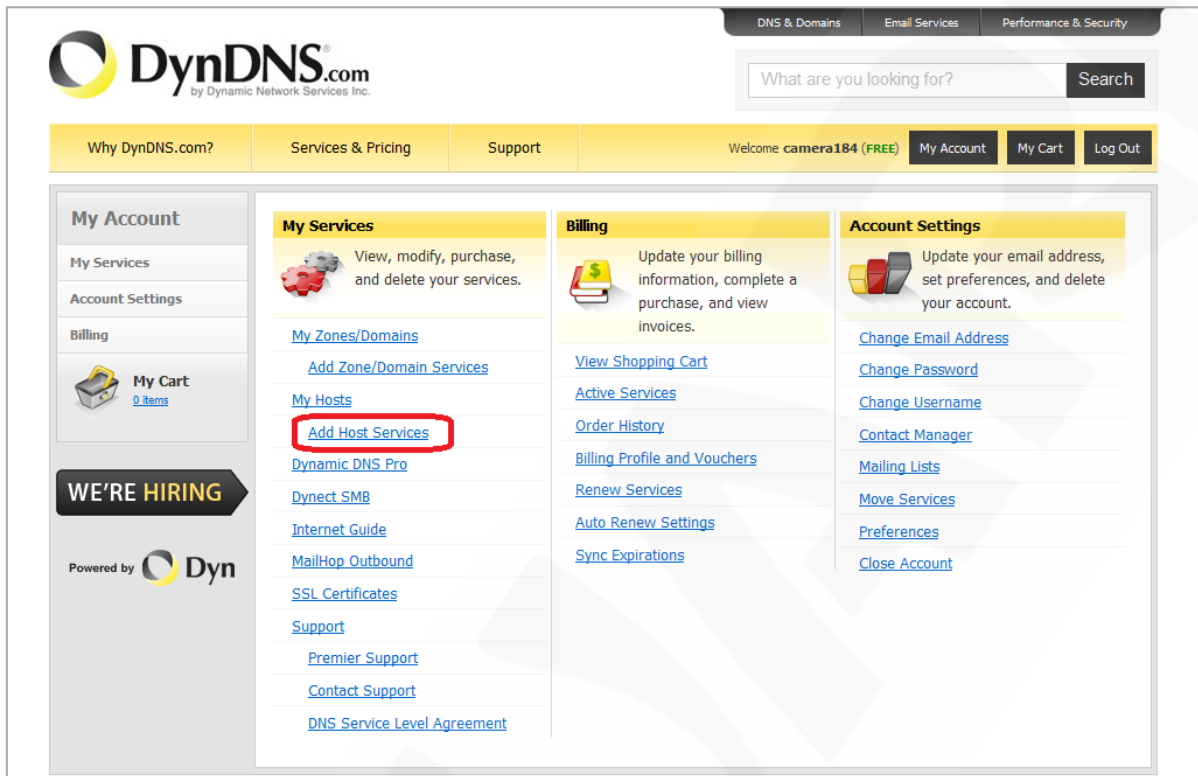 DNS & Domains Email Services Performance & Security
DynDNS.com
by Dynamic Network Services Inc.
What are you looking for? Search
Why DynDNS.com? Services & Pricing Support Welcome camera184 (FREE) My Account My Cart Log Out
My Account
My Services
Account Settings
Billing
My Cart
0 items
WE'RE HIRING
Powered by Dyn
My Services
View, modify, purchase,
and delete your services.
My Zones/Domains
Add Zone/Domain Services
My Hosts
Add Host Services
Dynamic DNS Pro
Dynect SMB
Internet Guide
MailHop Outbound
SSL Certificates
Support
Premier Support
Contact Support
DNS Service Level Agreement
Billing
Update your billing
information, complete a
purchase, and view
invoices.
View Shopping Cart
Active Services
Order History
Billing Profile and Vouchers
Renew Services
Auto Renew Settings
Sync Expirations
Account Settings
Update your email address,
set preferences, and delete
your account.
Change Email Address
Change Password
Change Username
Contact Manager
Mailing Lists
Move Services
Preferences
Close Account